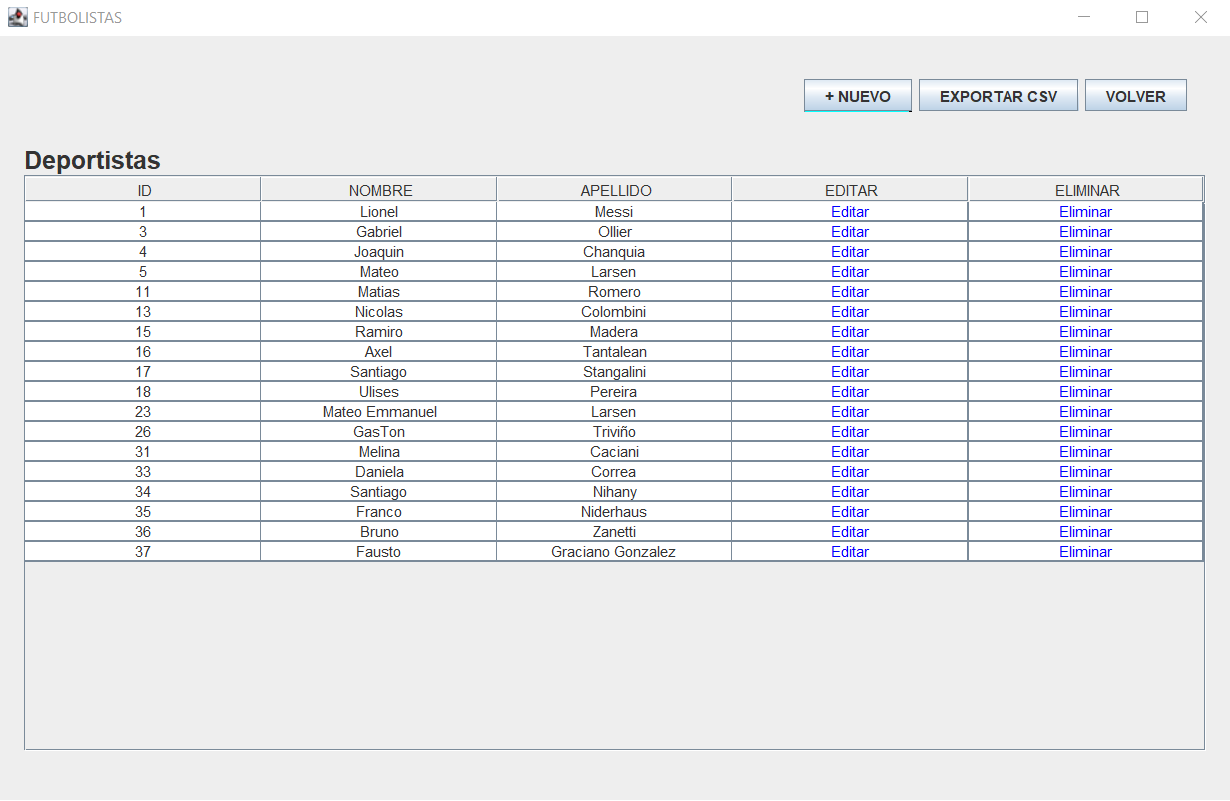 FUTBOLISTAS
+ NUEVO EXPORTAR CSV VOLVER
Deportistas
ID NOMBRE APELLIDO EDITAR ELIMINAR
1 Lionel Messi Editar Eliminar
3 Gabriel Ollier Editar Eliminar
4 Joaquin Chanquia Editar Eliminar
5 Mateo Larsen Editar Eliminar
11 Matias Romero Editar Eliminar
13 Nicolas Colombini Editar Eliminar
15 Ramiro Madera Editar Eliminar
16 Axel Tantalean Editar Eliminar
17 Santiago Stangalini Editar Eliminar
18 Ulises Pereira Editar Eliminar
23 Mateo Emmanuel Larsen Editar Eliminar
26 GasTon Triviño Editar Eliminar
31 Melina Caciani Editar Eliminar
33 Daniela Correa Editar Eliminar
34 Santiago Nihany Editar Eliminar
35 Franco Niderhaus Editar Eliminar
36 Bruno Zanetti Editar Eliminar
37 Fausto Graciano Gonzalez Editar Eliminar